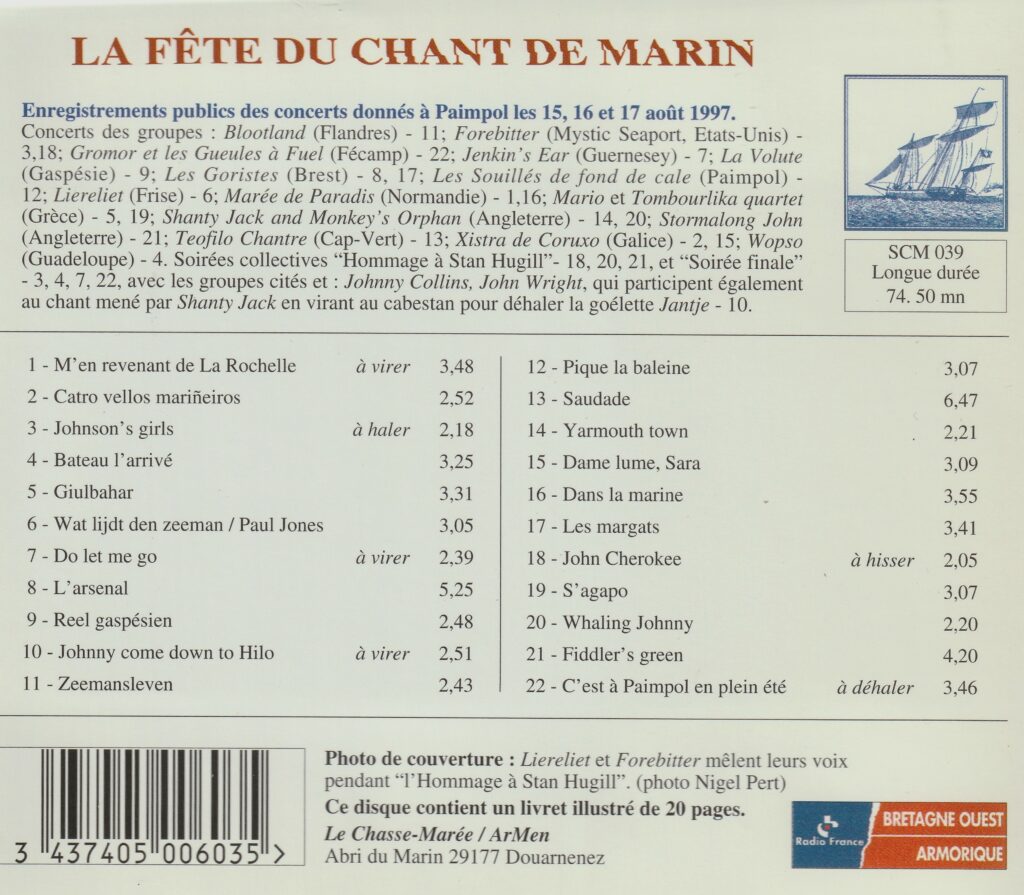 LA FÊTE DU CHANT DE MARIN
Enregistrements publics des concerts donnés à Paimpol les 15, 16 et 17 août 1997.
Concerts des groupes : Blootland (Flandres) - 11; Forebitter (Mystic Seaport, Etats-Unis) -
3,18; Gromor et les Gueules à Fuel (Fécamp) - 22; Jenkin's Ear (Guernesey) - 7; La Volute
(Gaspésie) - 9; Les Goristes (Brest) - 8, 17; Les Souillés de fond de cale (Paimpol) -
12; Liereliet (Frise) - 6; Marée de Paradis (Normandie) - 1,16; Mario et Tombourlika quartet
(Grèce) - 5, 19; Shanty Jack and Monkey's Orphan (Angleterre) - 14, 20; Stormalong John
(Angleterre) - 21; Teofilo Chantre (Cap-Vert) - 13; Xistra de Coruxo (Galice) - 2, 15; Wopso
(Guadeloupe) - 4. Soirées collectives "Hommage à Stan Hugill"- 18, 20, 21, et "Soirée finale"
- 3, 4, 7, 22, avec les groupes cités et : Johnny Collins, John Wright, qui participent également
au chant mené par Shanty Jack en virant au cabestan pour déhaler la goélette Jantje - 10.
SCM 039
Longue durée
74. 50 mn
1 - M'en revenant de La Rochelle à virer 3,48
2 - Catro vellos mariñeiros 2,52
3 - Johnson's girls à haler 2,18
4 - Bateau l'arrivé 3,25
5 - Giulbahar 3,31
6 - Wat lijdt den zeeman / Paul Jones 3,05
7 - Do let me go à virer 2,39
8 - L'arsenal 5,25
9 - Reel gaspésien 2,48
10 - Johnny come down to Hilo à virer 2,51
11 - Zeemansleven 2,43
12 - Pique la baleine 3,07
13 - Saudade 6,47
14 - Yarmouth town 2,21
15 - Dame lume, Sara 3,09
16 - Dans la marine 3,55
17 - Les margats 3,41
18 - John Cherokee à hisser 2,05
19 - S'agapo 3,07
20 - Whaling Johnny 2,20
21 - Fiddler's green 4,20
22 - C'est à Paimpol en plein été à déhaler 3,46
3 437405 006035 >
Photo de couverture : Liereliet et Forebitter mêlent leurs voix
pendant "l'Hommage à Stan Hugill". (photo Nigel Pert)
Ce disque contient un livret illustré de 20 pages.
Le Chasse-Marée / ArMen
Abri du Marin 29177 Douarnenez
Radio France
BRETAGNE OUEST
ARMORIQUE